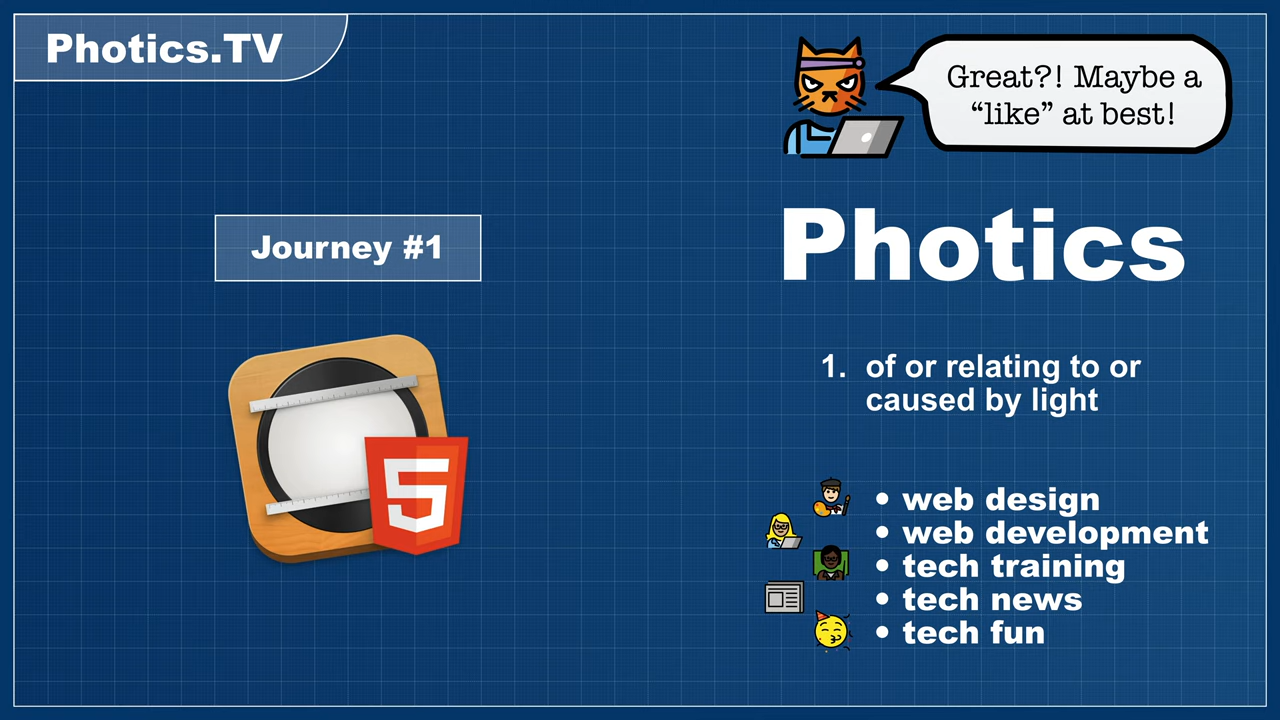 Photics.TV
Great?! Maybe a
“like” at best!
Journey #1
Photics
1. of or relating to or
caused by light
5
• web design
• web development
• tech training
• tech news
• tech fun